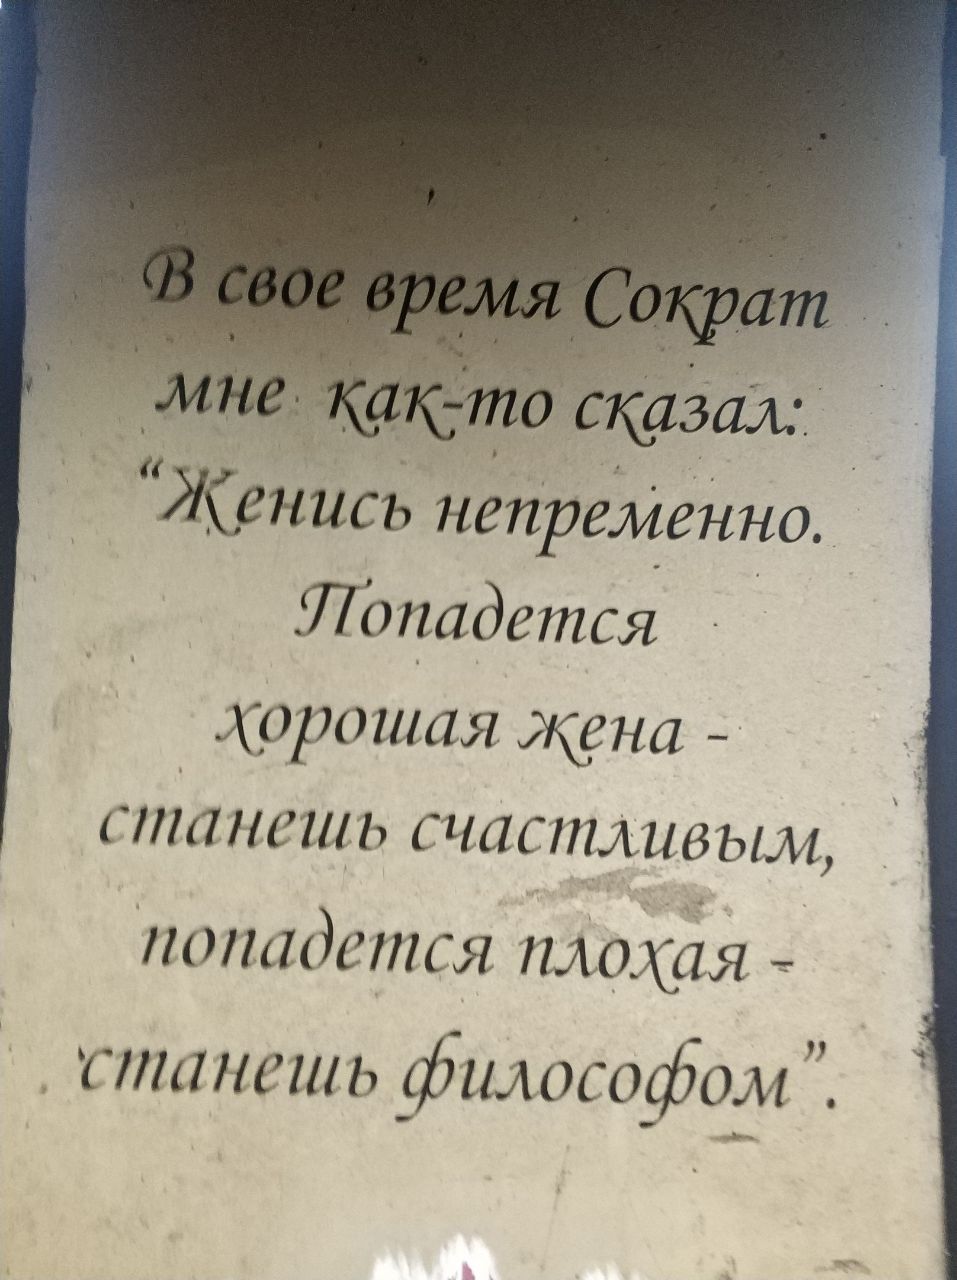 В свое время Сократ
мне как-то сказал:
“Женись непременно.
Попадется
хорошая жена -
станешь счастливым,
попадется плохая -
станешь философом”.